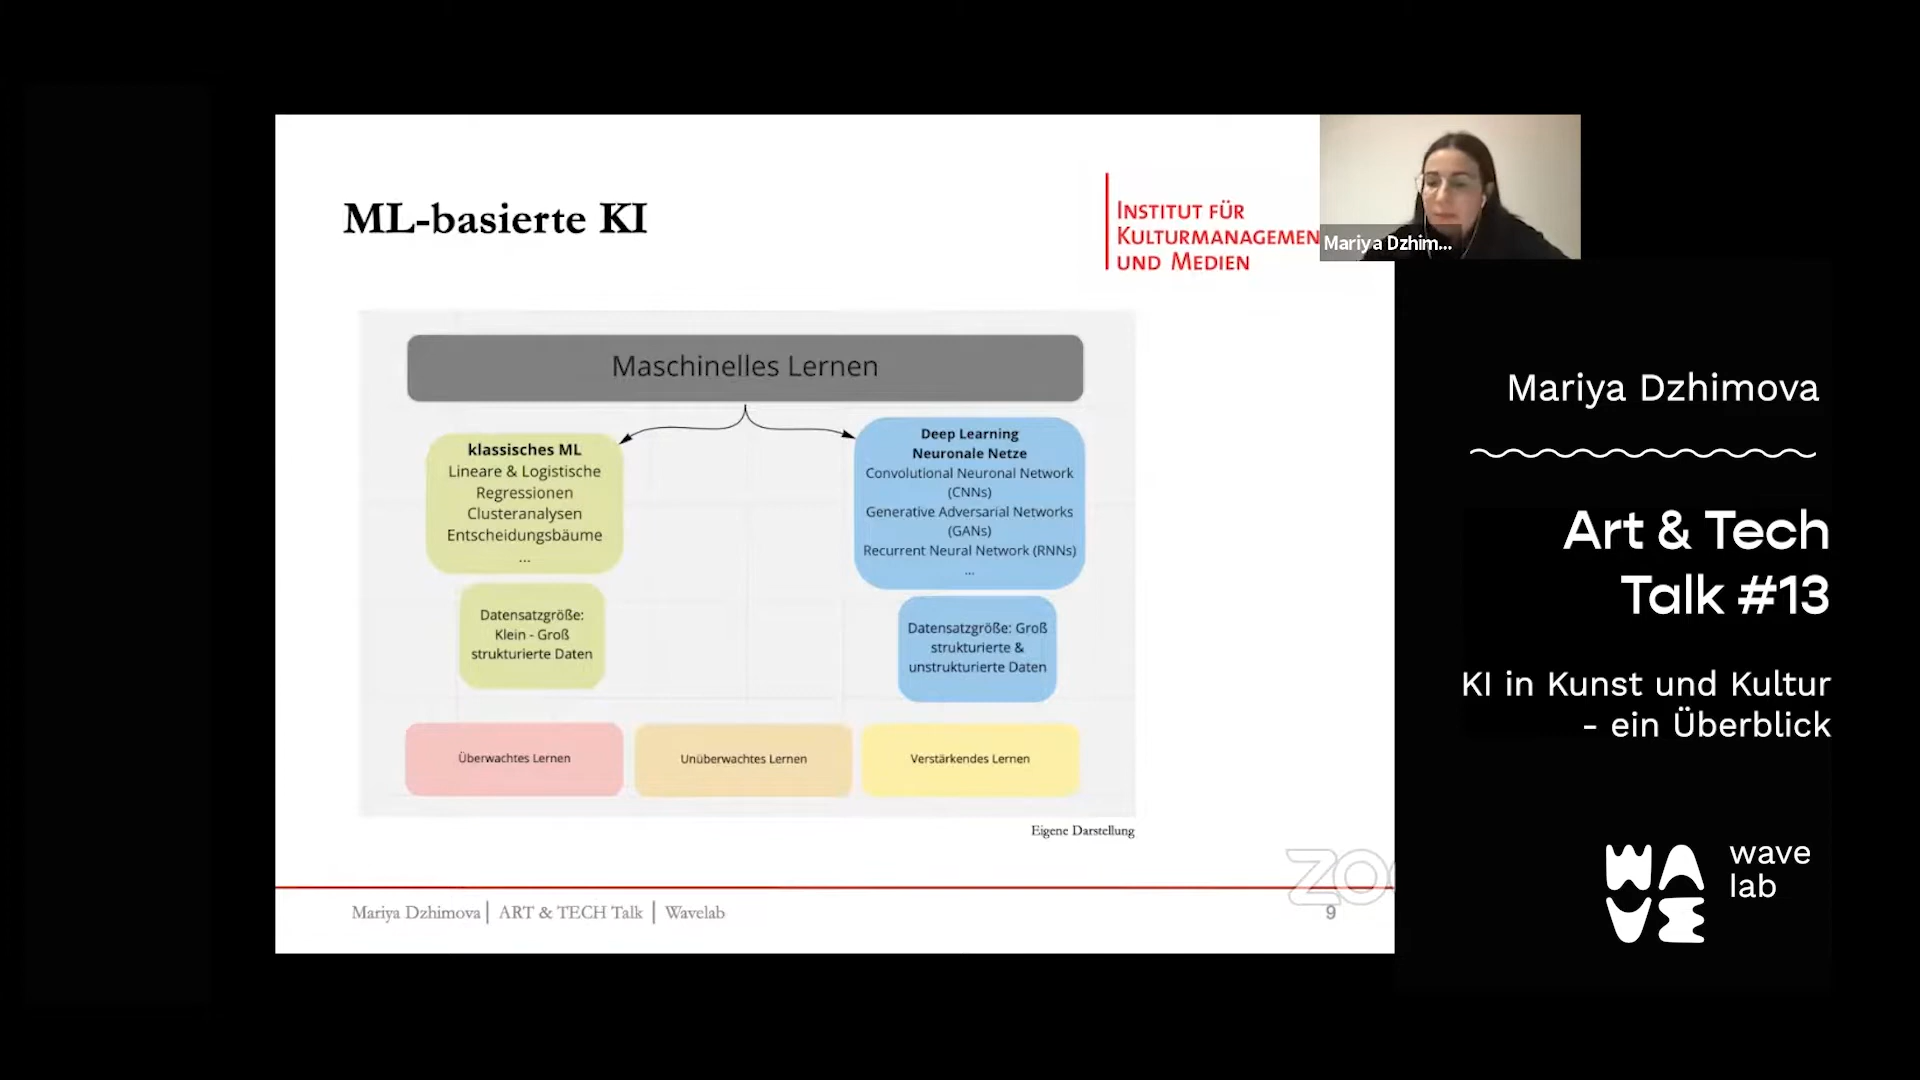 ML-basierte KI
INSTITUT FÜR
KULTURMANAGEMEN
UND MEDIEN
Mariya Dzhim...
Maschinelles Lernen
klassisches ML
Lineare & Logistische
Regressionen
Clusteranalysen
Entscheidungsbäume
...
Deep Learning
Neuronale Netze
Convolutional Neuronal Network
(CNNs)
Generative Adversarial Networks
(GANs)
Recurrent Neural Network (RNNs)
...
Datensatzgröße:
Klein - Groß
strukturierte Daten
Datensatzgröße: Groß
strukturierte &
unstrukturierte Daten
Überwachtes Lernen
Unüberwachtes Lernen
Verstärkendes Lernen
Eigene Darstellung
Mariya Dzhimova | ART & TECH Talk | Wavelab
9
ZO
Mariya Dzhimova
Art & Tech
Talk #13
KI in Kunst und Kultur
- ein Überblick
WA
VE
wave
lab